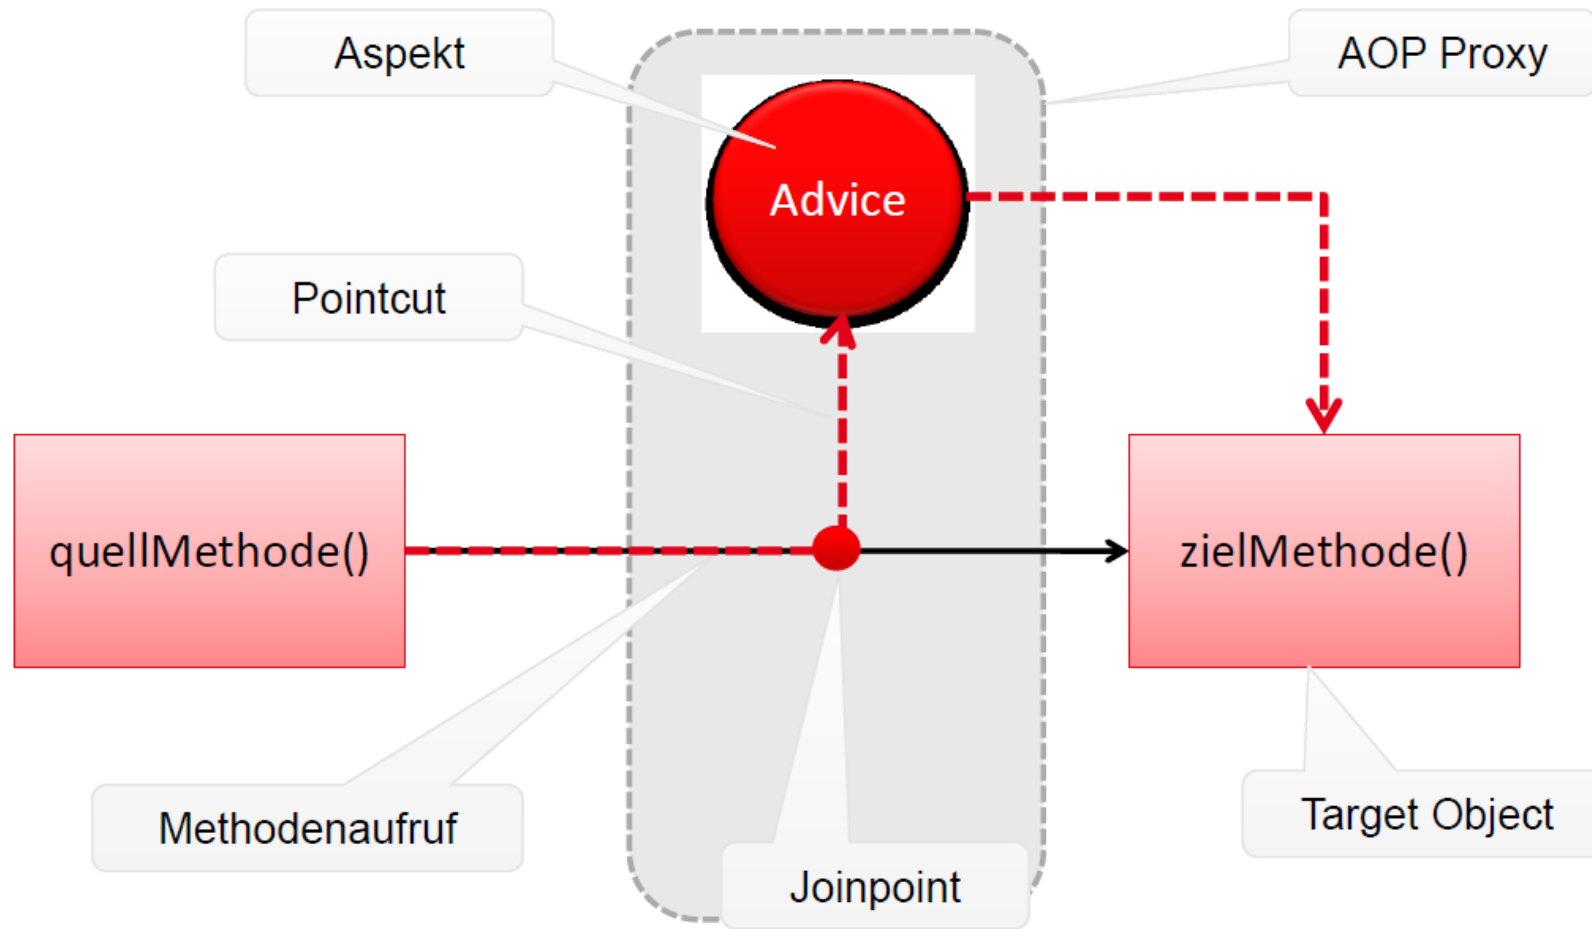 Aspekt
AOP Proxy
Advice
Pointcut
quellMethode()
zielMethode()
Methodenaufruf
Joinpoint
Target Object